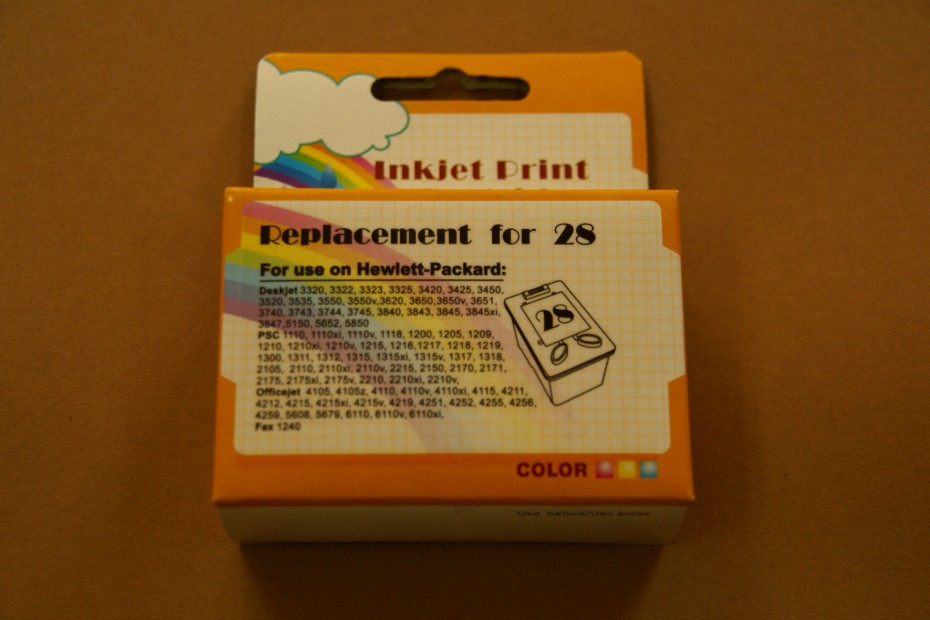 Inkjet Print
Replacement for 28
For use on Hewlett-Packard:
Deskjet 3320, 3322, 3323, 3325, 3420, 3425, 3450,
3520, 3535, 3550, 3550v,3620, 3650,3650v, 3651,
3740, 3743, 3744, 3745, 3840, 3843, 3845, 3845xi,
3847,5150, 5652, 5850
PSC 1110, 1110xi, 1110v, 1118, 1200, 1205, 1209,
1210, 1210xi, 1210v, 1215, 1216,1217, 1218, 1219,
1300, 1311, 1312, 1315, 1315xi, 1315v, 1317, 1318,
2105, 2110, 2110xi, 2110v, 2215, 2150, 2170, 2171,
2175, 2175xi, 2175v, 2210, 2210xi, 2210v,
Officejet 4105, 4105z, 4110, 4110v, 4110xi, 4115, 4211,
4212, 4215, 4215xi, 4215v, 4219, 4251, 4252, 4255, 4256,
4259, 5608, 5679, 6110, 6110v, 6110xi,
Fax 1240
28
COLOR
Use before/Uso antes